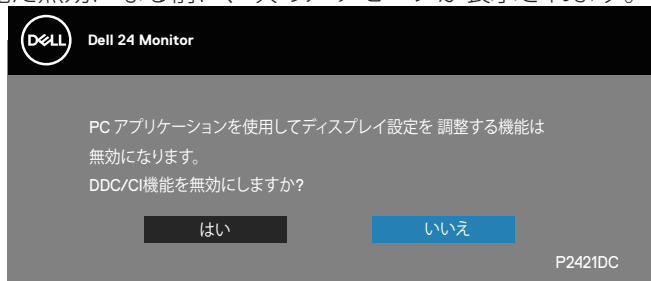 DELL
Dell 24 Monitor
PC アプリケーションを使用してディスプレイ設定を 調整する機能は
無効になります。
DDC/CI機能を無効にしますか?
はい
いいえ
P2421DC